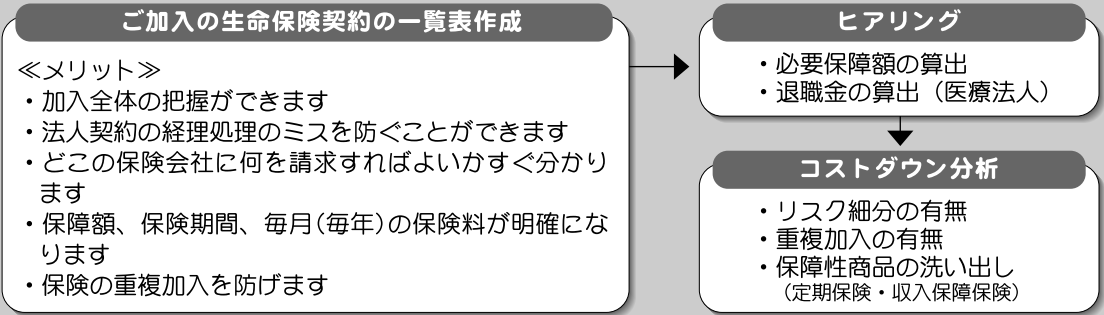 ご加入の生命保険契約の一覧表作成
≪メリット≫
・加入全体の把握ができます
・法人契約の経理処理のミスを防ぐことができます
・どこの保険会社に何を請求すればよいかすぐ分かり
ます
・保障額、保険期間、毎月(毎年)の保険料が明確にな
ります
・保険の重複加入を防げます
ヒアリング
・必要保障額の算出
・退職金の算出（医療法人）
コストダウン分析
・リスク細分の有無
・重複加入の有無
・保障性商品の洗い出し
（定期保険・収入保障保険）